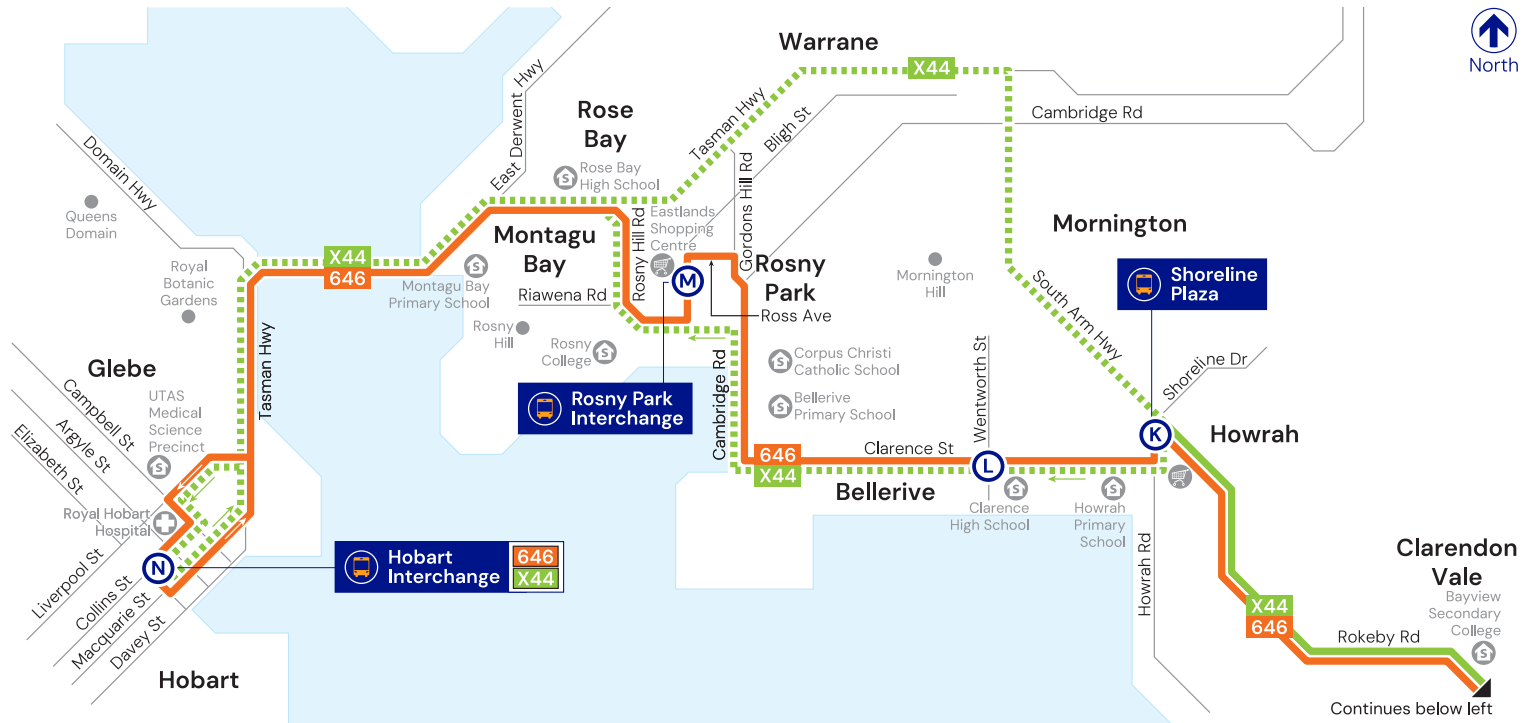 Warrane
X44
North
Cambridge Rd
Tasman Hwy
Bligh St
East Derwent Hwy
Rose
Bay
Rose Bay
High School
Domain Hwy
Queens
Domain
Gordons Hill Rd
Rosny Hill Rd
Eastlands
Shopping
Centre
Mornington
Montagu
Bay
X44
646
Royal
Botanic
Gardens
Montagu Bay
Primary School
Riawena Rd
M
Rosny
Park
Ross Ave
Mornington
Hill
Shoreline
Plaza
South Arm Hwy
Rosny
Hill
Rosny
College
Corpus Christi
Catholic School
Bellerive
Primary School
Wentworth St
Shoreline Dr
Glebe
Tasman Hwy
UTAS
Medical
Science
Precinct
Campbell St
Argyle St
Elizabeth St
Rosny Park
Interchange
Cambridge Rd
646
X44
Clarence St
L
K
Howrah
Bellerive
Clarence
High School
Howrah
Primary
School
Royal Hobart
Hospital
Liverpool St
N
Collins St
Macquarie St
Davey St
Hobart
Interchange
646
X44
Howrah Rd
Clarendon
Vale
Bayview
Secondary
College
X44
646
Rokeby Rd
Hobart
Continues below left
S
S
S
S
S
S
S
S
S